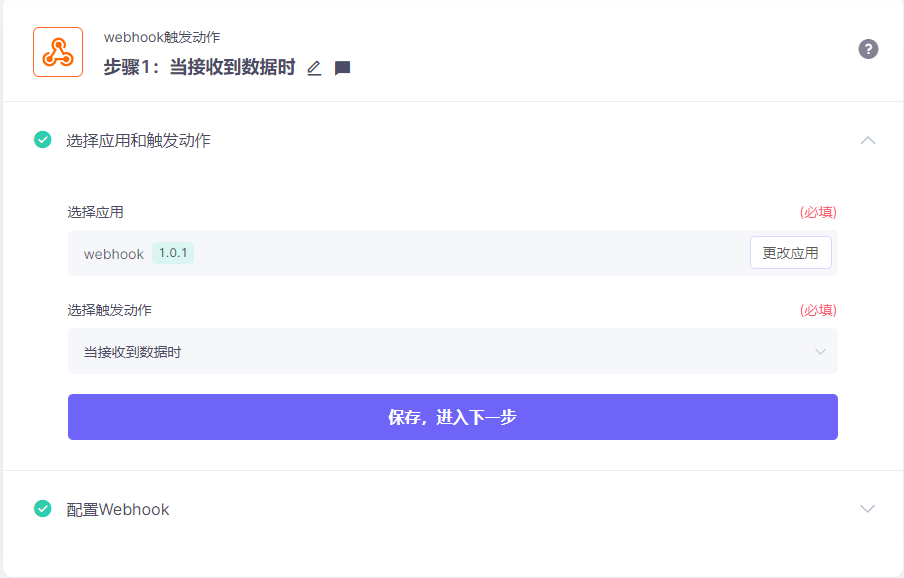 webhook触发动作
步骤1：当接收到数据时
?
选择应用和触发动作
选择应用 (必填)
webhook 1.0.1 更改应用
选择触发动作 (必填)
当接收到数据时
保存，进入下一步
配置Webhook